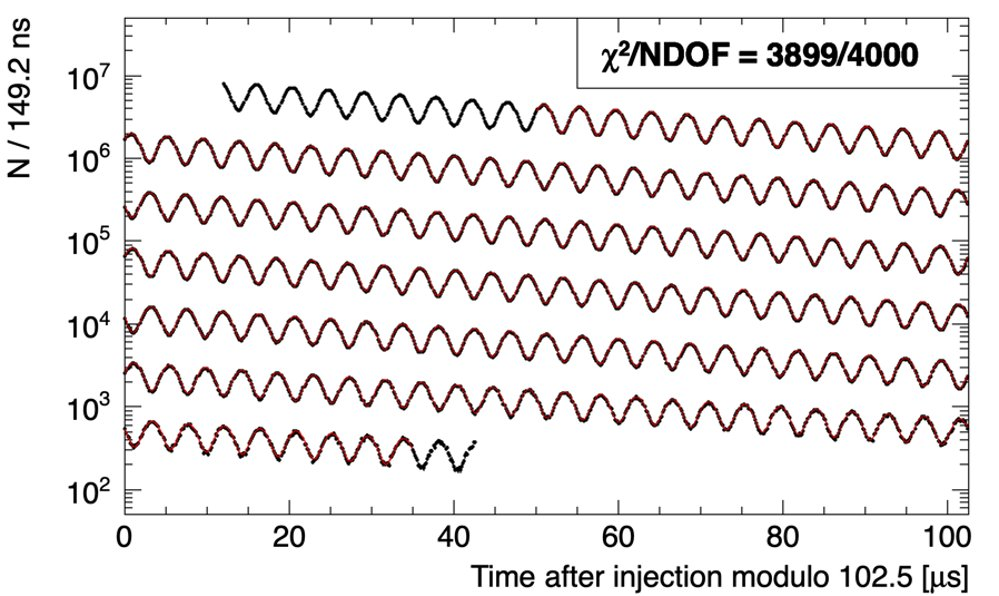 χ²/NDOF = 3899/4000
N / 149.2 ns
10⁷
10⁶
10⁵
10⁴
10³
10²
0 20 40 60 80 100
Time after injection modulo 102.5 [μs]